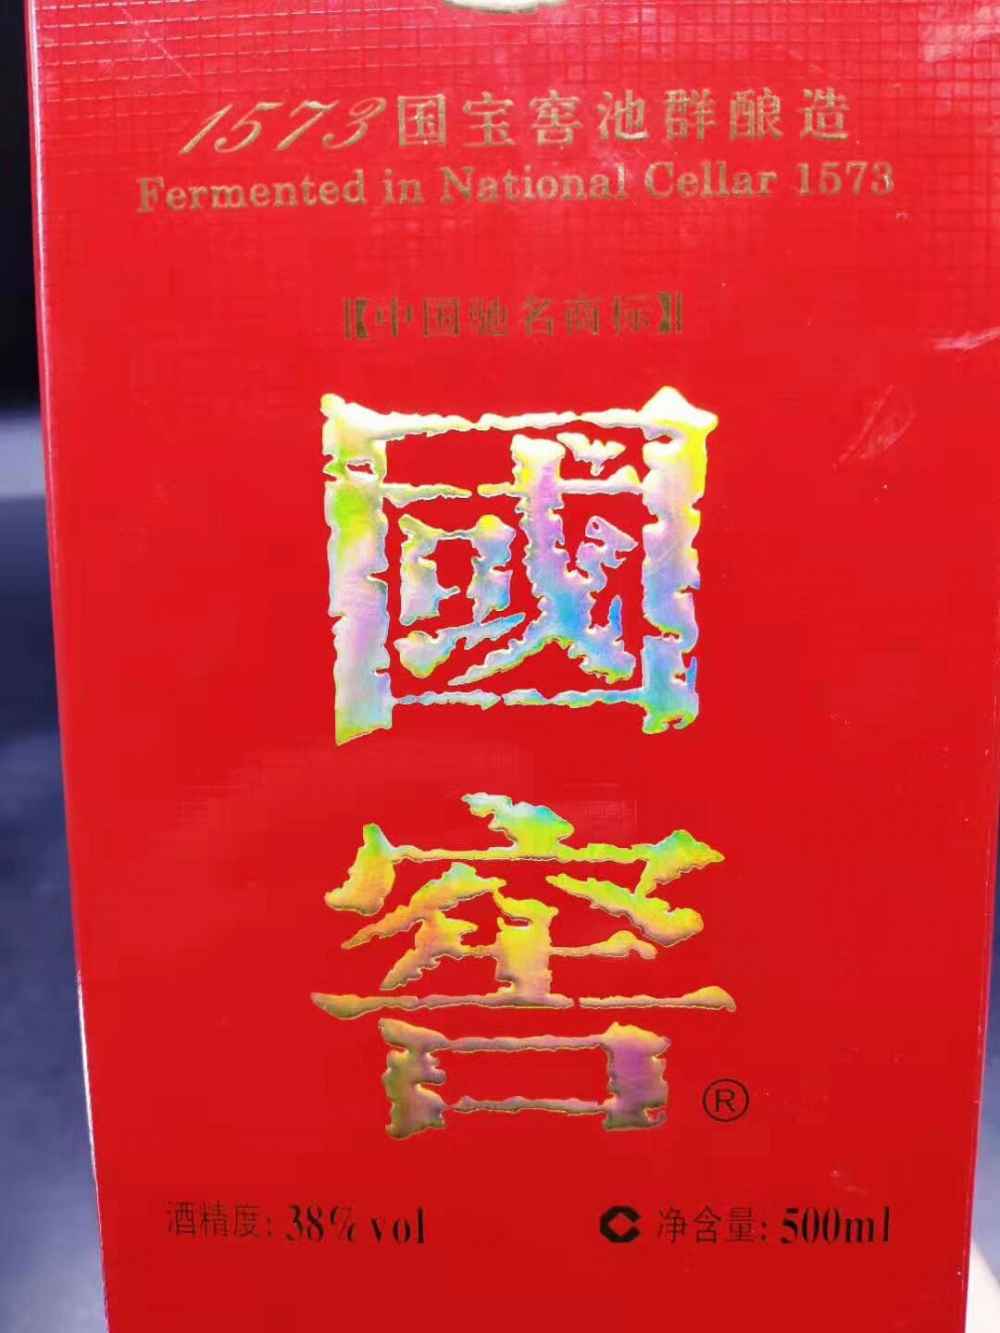 1573国宝窖池群酿造
Fermented in National Cellar 1573
【中国驰名商标】
國
窖
®
酒精度: 38% vol
净含量: 500ml